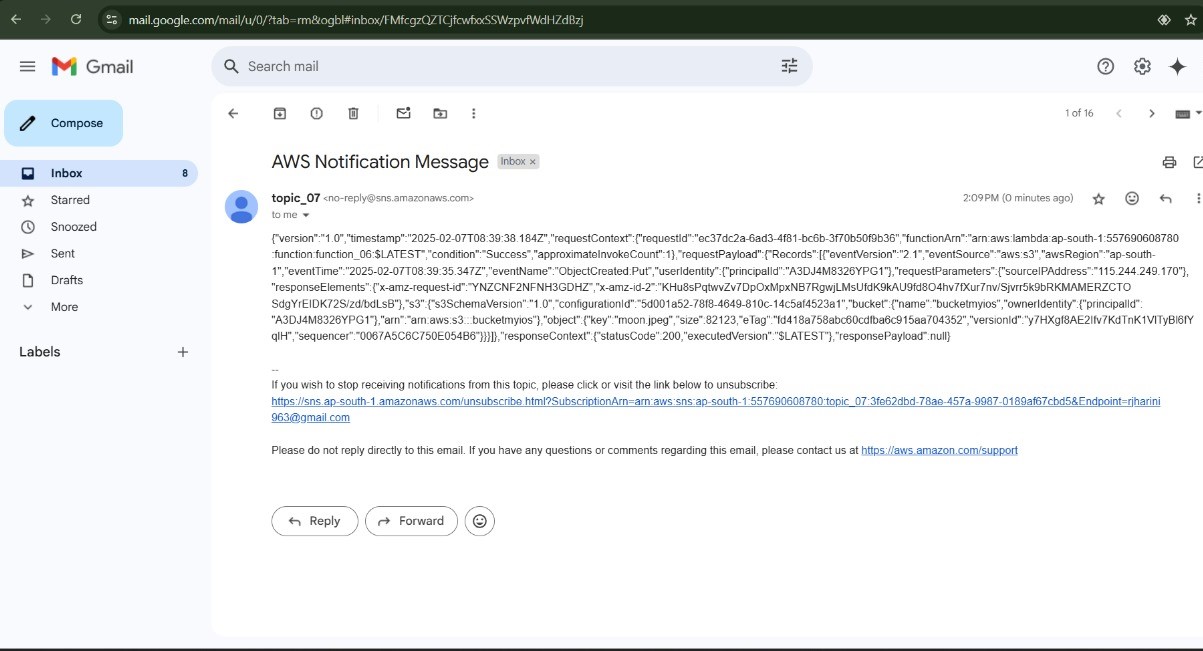 mail.google.com/mail/u/0/?tab=rm&ogbl#inbox/FMfcgzQZTCjfcwfxxSSWzpvfWdHZdBzj
Gmail
Search mail
Compose
1 of 16
Inbox 8
Starred
Snoozed
Sent
Drafts
More
Labels
AWS Notification Message Inbox ×
topic_07 <no-reply@sns.amazonaws.com> 2:09 PM (0 minutes ago)
to me
{"version":"1.0","timestamp":"2025-02-07T08:39:38.184Z","requestContext":{"requestId":"ec37dc2a-6ad3-4f81-bc6b-3f70b50f9b36","functionArn":"arn:aws:lambda:ap-south-1:557690608780
:function:function_06:$LATEST","condition":"Success","approximateInvokeCount":1},"requestPayload":{"Records":[{"eventVersion":"2.1","eventSource":"aws:s3","awsRegion":"ap-south-
1","eventTime":"2025-02-07T08:39:35.347Z","eventName":"ObjectCreated:Put","userIdentity":{"principalId":"A3DJ4M8326YPG1"},"requestParameters":{"sourceIPAddress":"115.244.249.170"},
"responseElements":{"x-amz-request-id":"YNZCNF2NFNH3GDHZ","x-amz-id-2":"KHu8sPqtwvZv7DpOxMpxNB7RgwjLMsUfdK9kAU9fd8O4hv7fXur7nv/Sjvrr5k9bRKMAMERZCTO
SdgYrEIDK72S/zd/bdLsB"},"s3":{"s3SchemaVersion":"1.0","configurationId":"5d001a52-78f8-4649-810c-14c5af4523a1","bucket":{"name":"bucketmyios","ownerIdentity":{"principalId":
"A3DJ4M8326YPG1"},"arn":"arn:aws:s3:::bucketmyios"},"object":{"key":"moon.jpeg","size":82123,"eTag":"fd418a758abc60cdfba6c915aa704352","versionId":"y7HXgf8AE2Ifv7KdTnK1VITyBl6fY
qIH","sequencer":"0067A5C6C750E054B6"}}}]},"responseContext":{"statusCode":200,"executedVersion":"$LATEST"},"responsePayload":null}
--
If you wish to stop receiving notifications from this topic, please click or visit the link below to unsubscribe:
https://sns.ap-south-1.amazonaws.com/unsubscribe.html?SubscriptionArn=arn:aws:sns:ap-south-1:557690608780:topic_07:3fe62dbd-78ae-457a-9987-0189af67cbd5&Endpoint=rjharini
963@gmail.com
Please do not reply directly to this email. If you have any questions or comments regarding this email, please contact us at https://aws.amazon.com/support
Reply
Forward